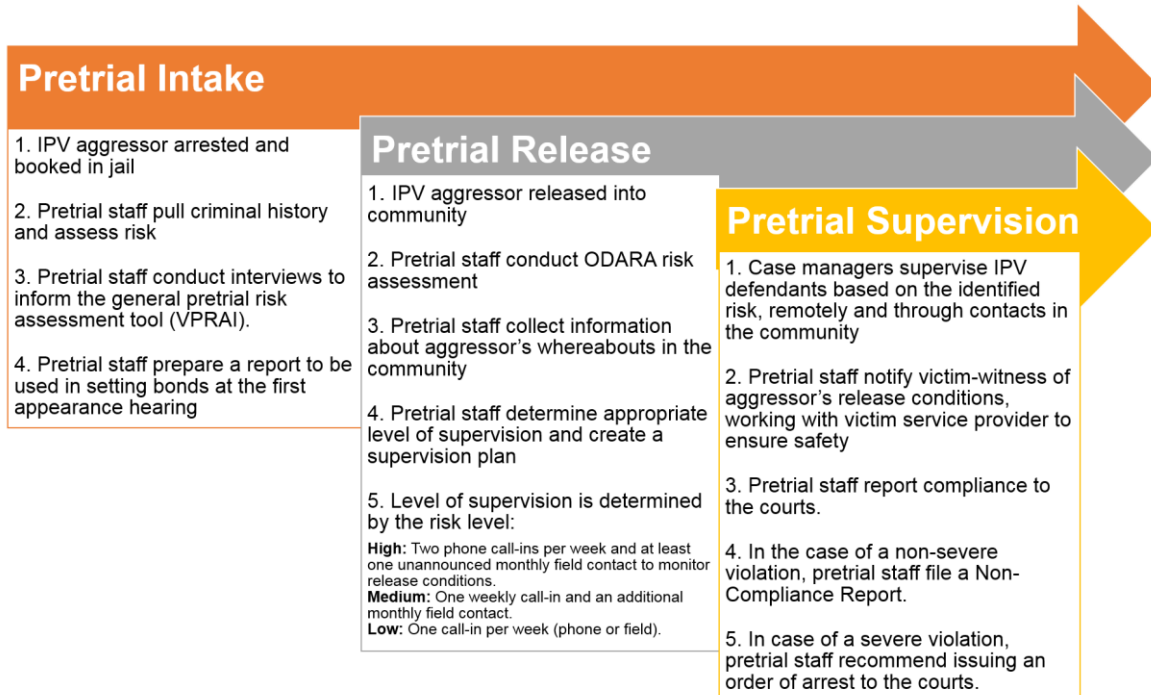 Pretrial Intake
1. IPV aggressor arrested and
booked in jail
2. Pretrial staff pull criminal history
and assess risk
3. Pretrial staff conduct interviews to
inform the general pretrial risk
assessment tool (VPRAI).
4. Pretrial staff prepare a report to be
used in setting bonds at the first
appearance hearing
Pretrial Release
1. IPV aggressor released into
community
2. Pretrial staff conduct ODARA risk
assessment
3. Pretrial staff collect information
about aggressor's whereabouts in the
community
4. Pretrial staff determine appropriate
level of supervision and create a
supervision plan
5. Level of supervision is determined
by the risk level:
High: Two phone call-ins per week and at least
one unannounced monthly field contact to monitor
release conditions.
Medium: One weekly call-in and an additional
monthly field contact.
Low: One call-in per week (phone or field).
Pretrial Supervision
1. Case managers supervise IPV
defendants based on the identified
risk, remotely and through contacts in
the community
2. Pretrial staff notify victim-witness of
aggressor's release conditions,
working with victim service provider to
ensure safety
3. Pretrial staff report compliance to
the courts.
4. In the case of a non-severe
violation, pretrial staff file a Non-
Compliance Report.
5. In case of a severe violation,
pretrial staff recommend issuing an
order of arrest to the courts.